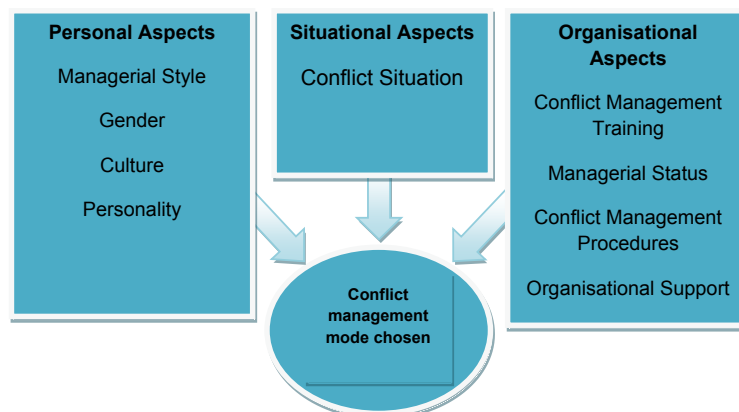 Personal Aspects
Managerial Style
Gender
Culture
Personality
Situational Aspects
Conflict Situation
Organisational
Aspects
Conflict Management
Training
Managerial Status
Conflict Management
Procedures
Organisational Support
Conflict
management
mode chosen